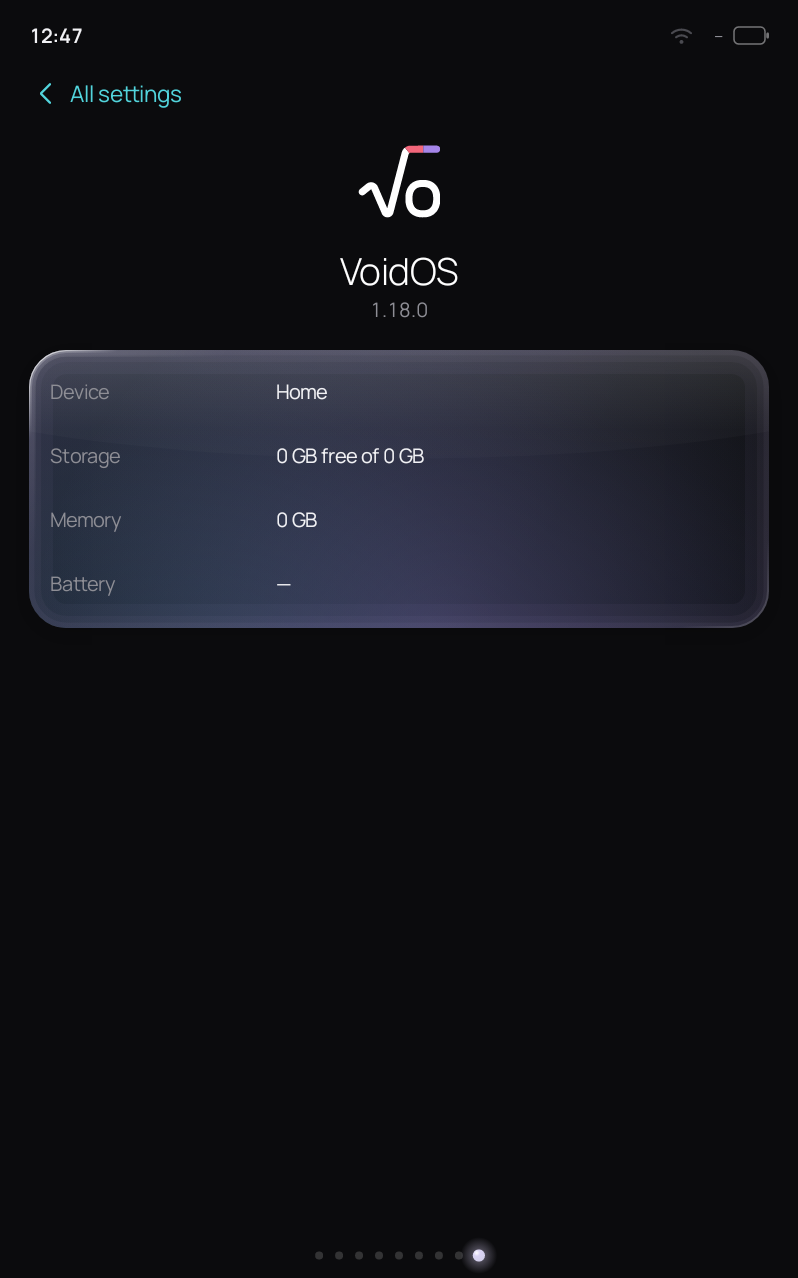 12:47
–
All settings
√o
VoidOS
1.18.0
Device Home
Storage 0 GB free of 0 GB
Memory 0 GB
Battery —